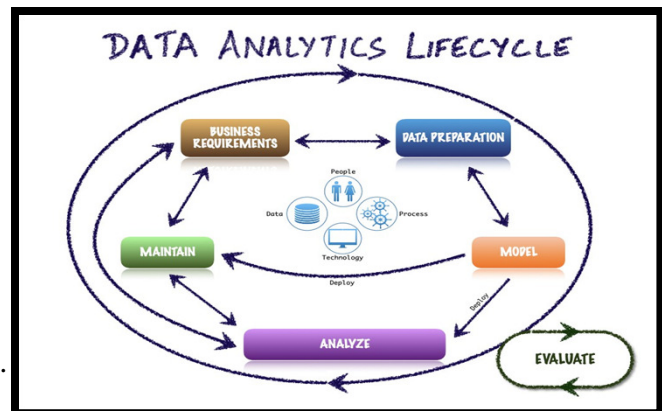 DATA ANALYTICS LIFECYCLE
BUSINESS
REQUIREMENTS
DATA PREPARATION
People
Data
Process
Technology
MAINTAIN
MODEL
Deploy
Deploy
ANALYZE
EVALUATE